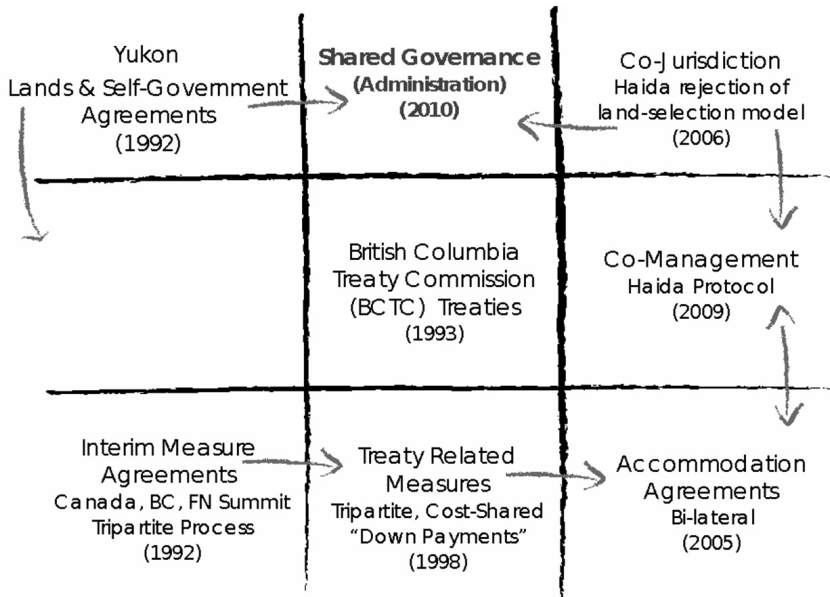 Yukon
Lands & Self-Government
Agreements
(1992)
Shared Governance
(Administration)
(2010)
Co-Jurisdiction
Haida rejection of
land-selection model
(2006)
British Columbia
Treaty Commission
(BCTC) Treaties
(1993)
Co-Management
Haida Protocol
(2009)
Interim Measure
Agreements
Canada, BC, FN Summit
Tripartite Process
(1992)
Treaty Related
Measures
Tripartite, Cost-Shared
“Down Payments”
(1998)
Accommodation
Agreements
Bi-lateral
(2005)